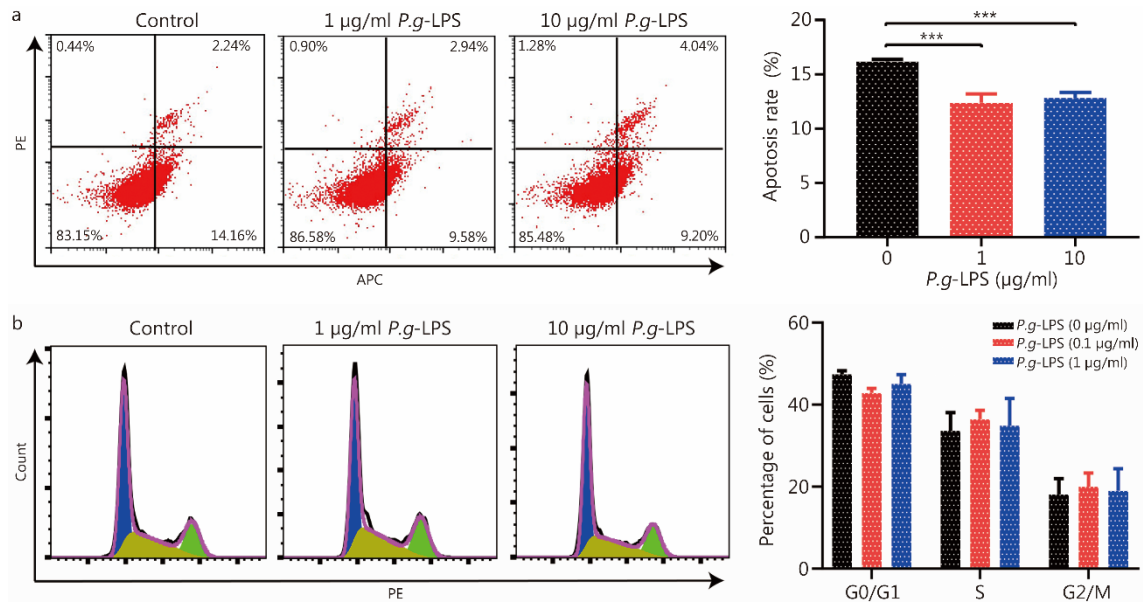 a
Control
1 µg/ml P.g-LPS
10 µg/ml P.g-LPS
0.44%
2.24%
0.90%
2.94%
1.28%
4.04%
PE
83.15%
14.16%
86.58%
9.58%
85.48%
9.20%
APC
***
***
Apotosis rate (%)
20
15
10
5
0
0
1
10
P.g-LPS (µg/ml)
b
Control
1 µg/ml P.g-LPS
10 µg/ml P.g-LPS
Count
PE
Percentage of cells (%)
60
40
20
0
P.g-LPS (0 µg/ml)
P.g-LPS (0.1 µg/ml)
P.g-LPS (1 µg/ml)
G0/G1
S
G2/M